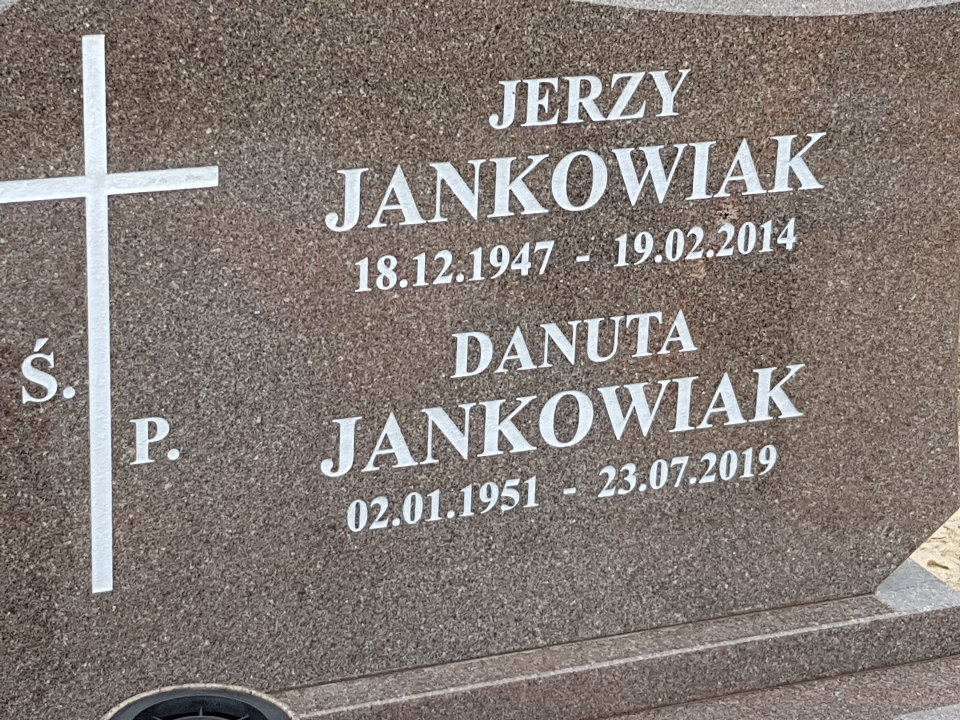 Ś.
P.
JERZY
JANKOWIAK
18.12.1947 - 19.02.2014
DANUTA
JANKOWIAK
02.01.1951 - 23.07.2019